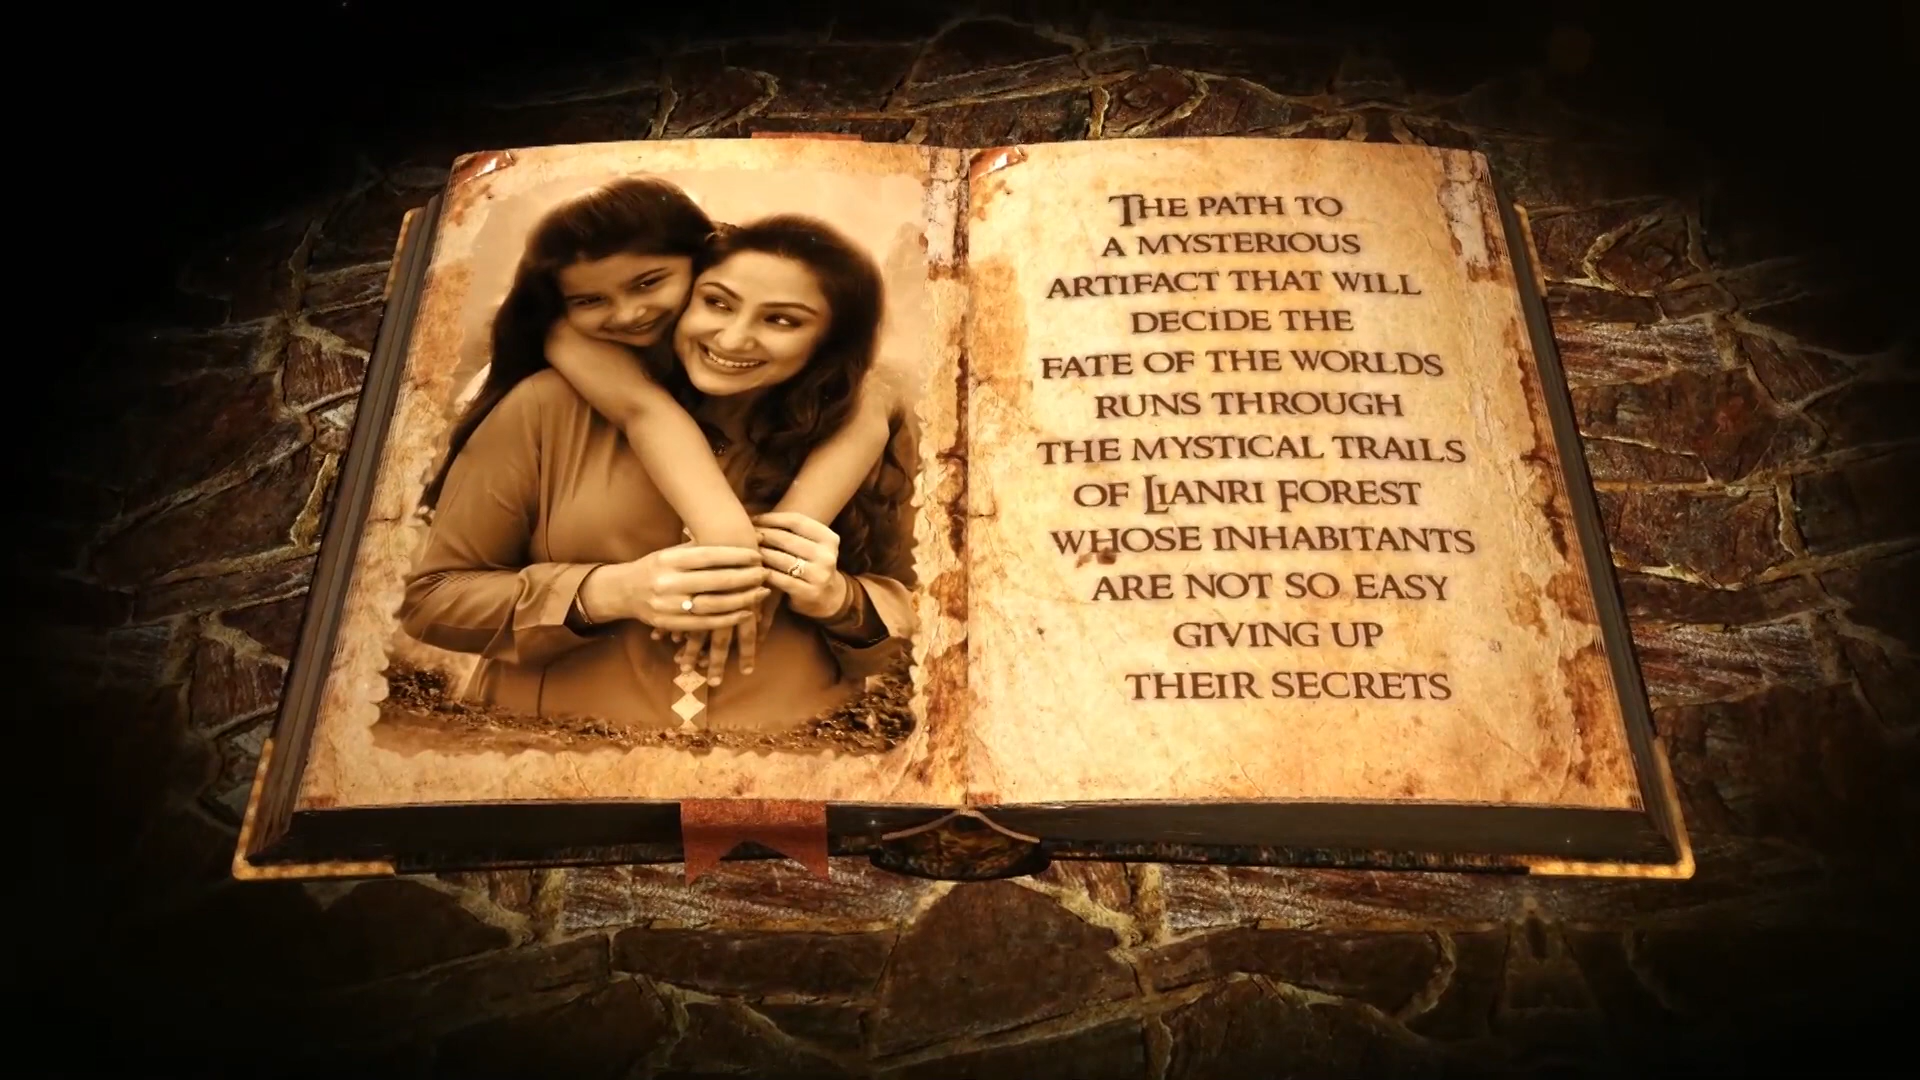 The path to
a mysterious
artifact that will
decide the
fate of the worlds
runs through
the mystical trails
of Lianri Forest
whose inhabitants
are not so easy
giving up
their secrets